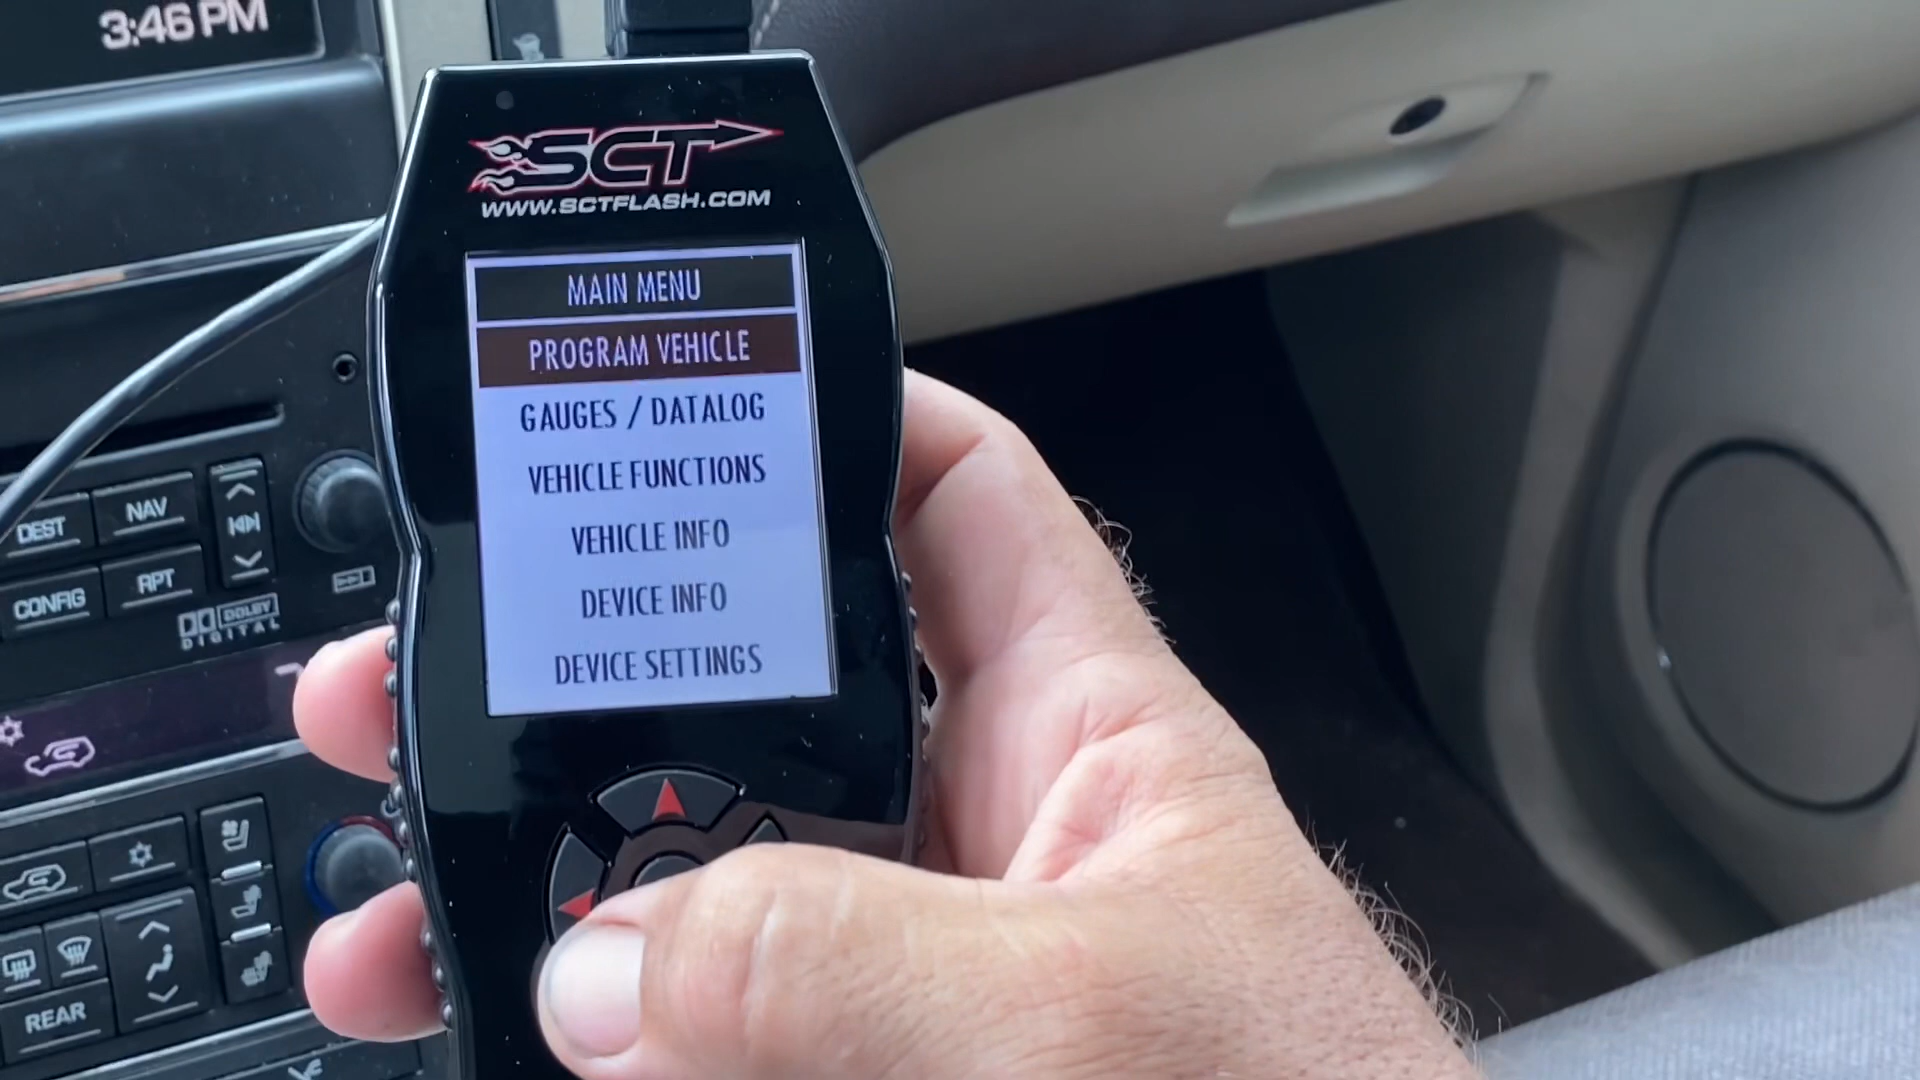 3:46 PM
SCT
WWW.SCTFLASH.COM
MAIN MENU
PROGRAM VEHICLE
GAUGES / DATALOG
VEHICLE FUNCTIONS
VEHICLE INFO
DEVICE INFO
DEVICE SETTINGS
DEST
NAV
CONFIG
RPT
DOLBY
DIGITAL
REAR